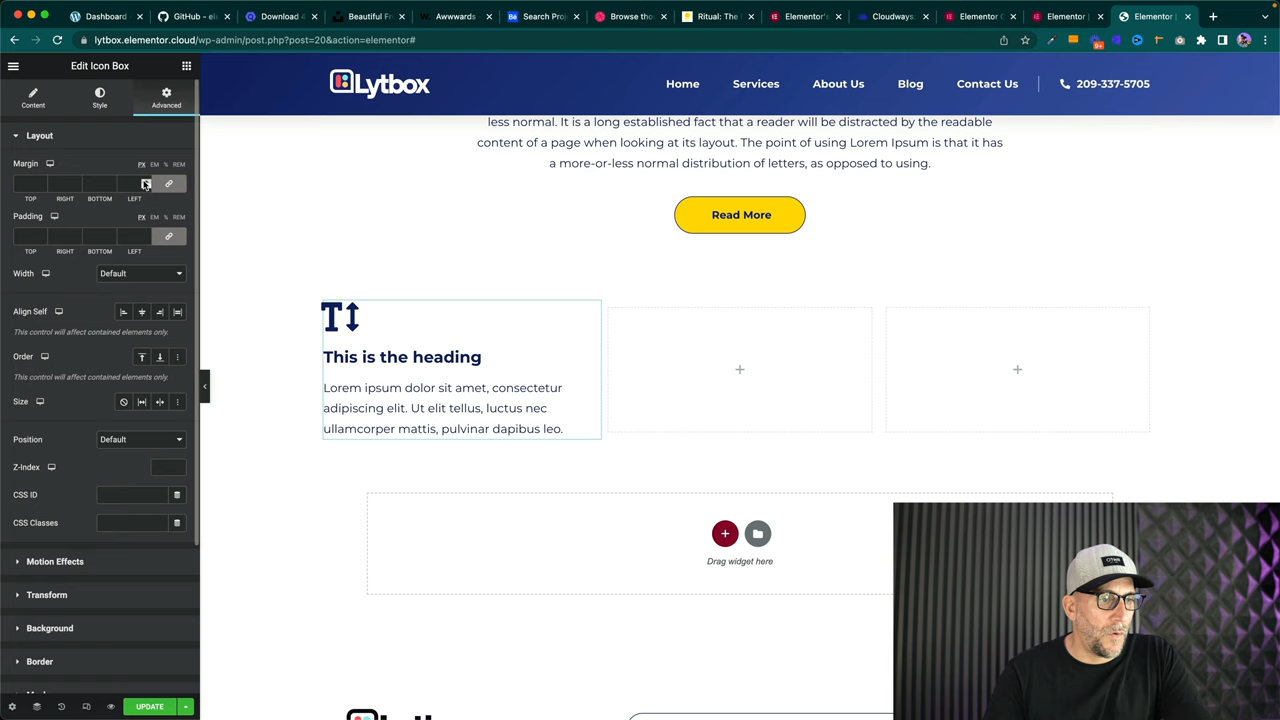 Dashboard
GitHub - ele
Download 4
Beautiful Fr
Awwwards
Search Proj
Browse thos
Ritual: The
Elementor's
Cloudways:
Elementor C
Elementor |
Elementor |
lytbox.elementor.cloud/wp-admin/post.php?post=20&action=elementor#
9+
Edit Icon Box
Content Style Advanced
Layout
Margin PX EM % REM
TOP RIGHT BOTTOM LEFT
Padding PX EM % REM
TOP RIGHT BOTTOM LEFT
Width Default
Align Self
This control will affect contained elements only.
Order
This control will affect contained elements only.
Size
Position Default
Z-Index
CSS ID
CSS Classes
Motion Effects
Transform
Background
Border
UPDATE
Lytbox
Home Services About Us Blog Contact Us 209-337-5705
less normal. It is a long established fact that a reader will be distracted by the readable
content of a page when looking at its layout. The point of using Lorem Ipsum is that it has
a more-or-less normal distribution of letters, as opposed to using.
Read More
This is the heading
Lorem ipsum dolor sit amet, consectetur
adipiscing elit. Ut elit tellus, luctus nec
ullamcorper mattis, pulvinar dapibus leo.
Drag widget here